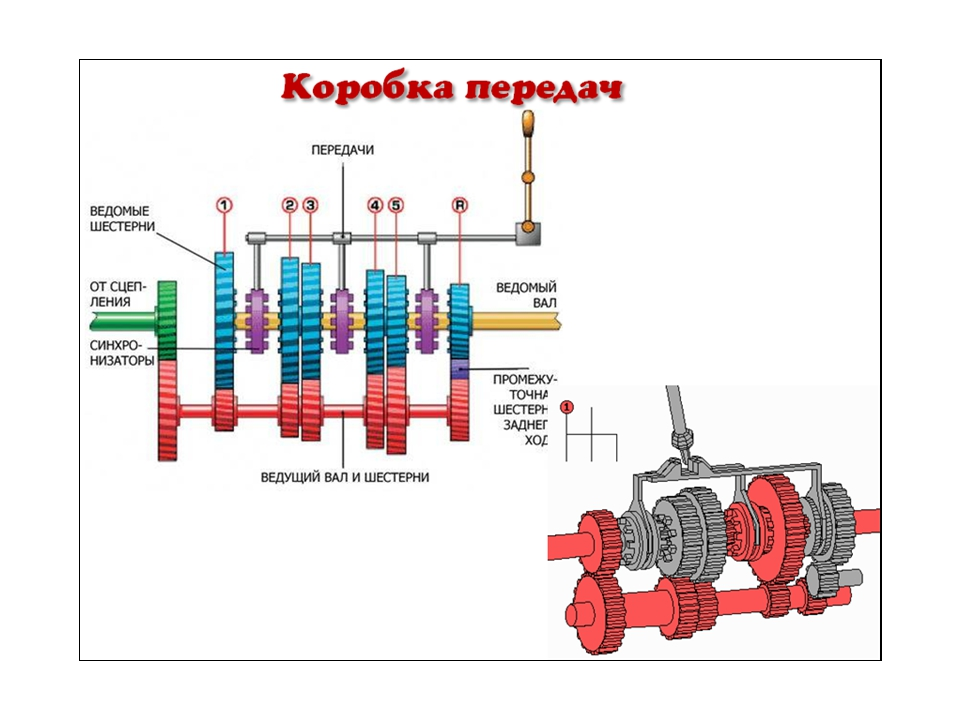 Коробка передач
ПЕРЕДАЧИ
1
2
3
4
5
R
ВЕДОМЫЕ
ШЕСТЕРНИ
ОТ СЦЕП-
ЛЕНИЯ
ВЕДОМЫЙ
ВАЛ
СИНХРО-
НИЗАТОРЫ
ПРОМЕЖУ-
ТОЧНА
ШЕСТЕРН
ЗАДНЕГ
ХОД
ВЕДУЩИЙ ВАЛ И ШЕСТЕРНИ
1